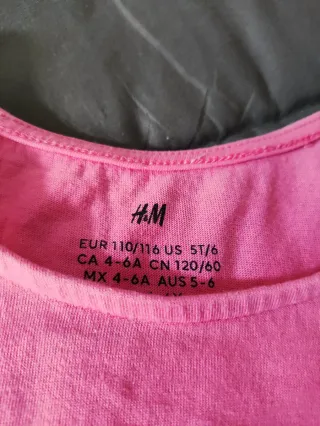 H&M
EUR 110/116 US 5T/6
CA 4-6A CN 120/60
MX 4-6A AUS 5-6